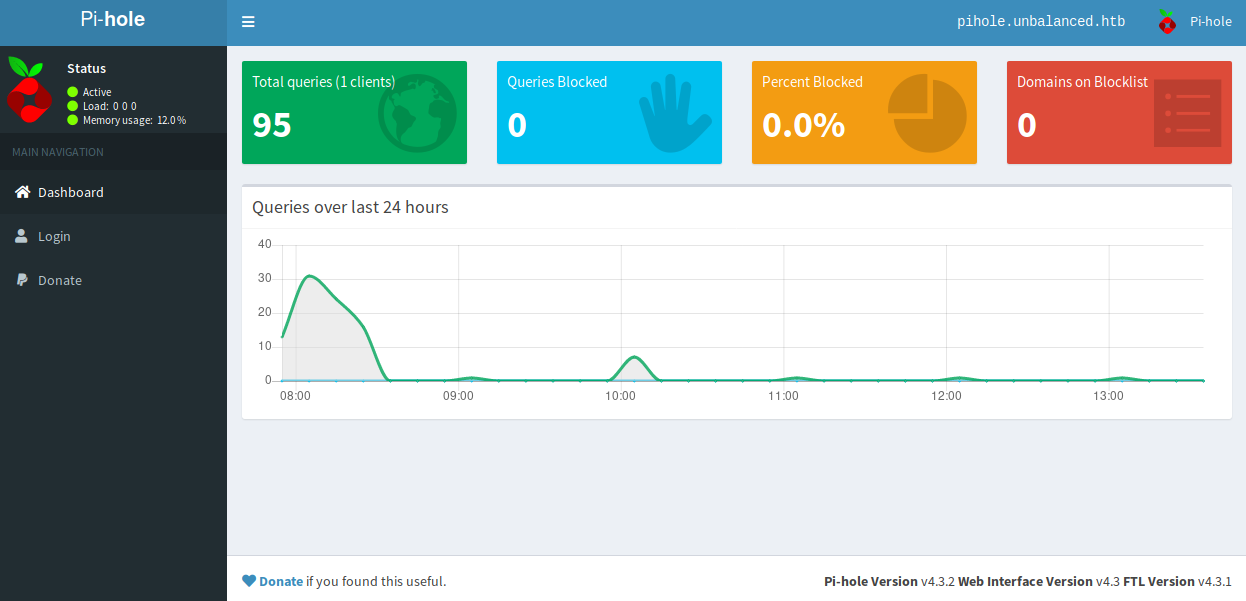 Pi-hole
pihole.unbalanced.htb
Pi-hole
Status
Active
Load: 0 0 0
Memory usage: 12.0%
MAIN NAVIGATION
Dashboard
Login
Donate
Total queries (1 clients)
95
Queries Blocked
0
Percent Blocked
0.0%
Domains on Blocklist
0
Queries over last 24 hours
40
30
20
10
0
08:00 09:00 10:00 11:00 12:00 13:00
Donate if you found this useful.
Pi-hole Version v4.3.2 Web Interface Version v4.3 FTL Version v4.3.1